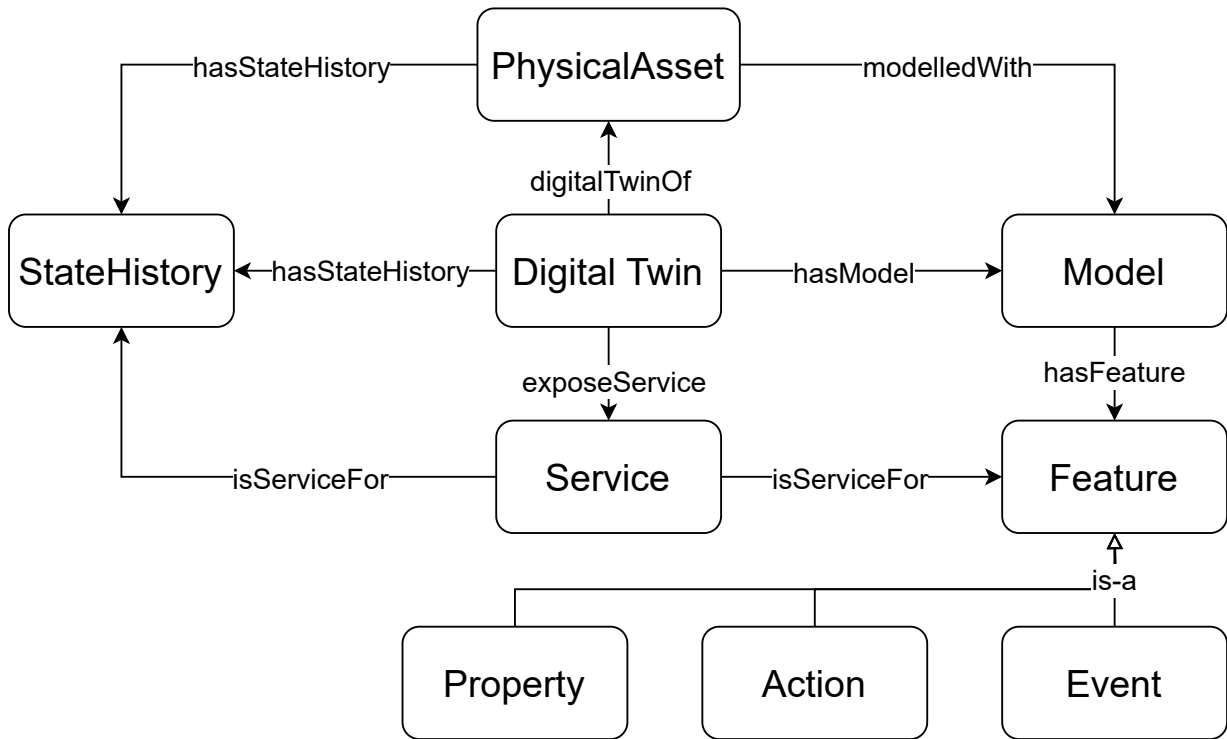 PhysicalAsset
hasStateHistory
modelledWith
digitalTwinOf
StateHistory
hasStateHistory
Digital Twin
hasModel
Model
exposeService
hasFeature
isServiceFor
Service
isServiceFor
Feature
is-a
Property
Action
Event